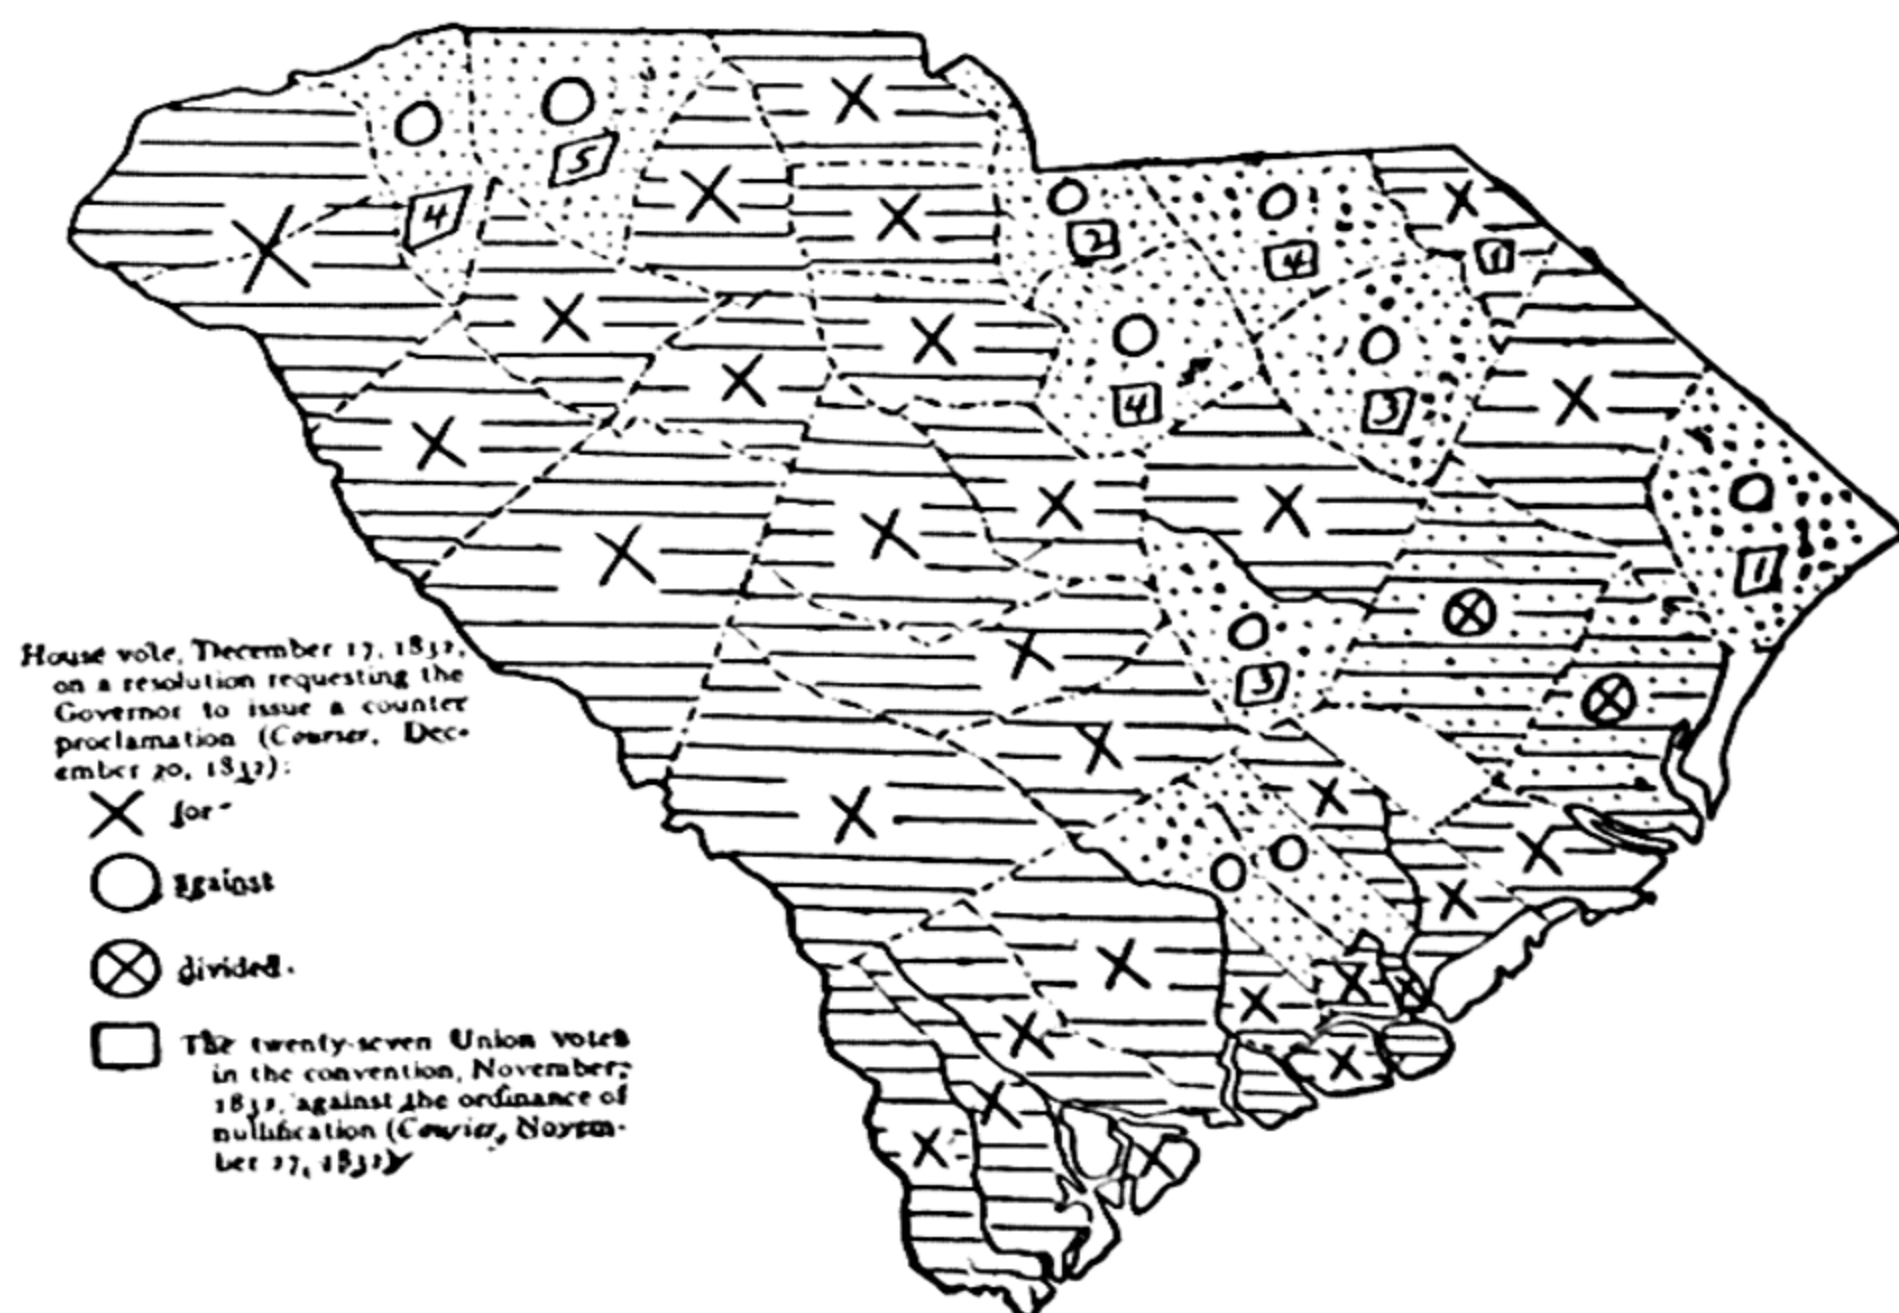 5
4
2
4
1
4
3
1
3
House vote, December 17, 1832,
on a resolution requesting the
Governor to issue a counter
proclamation (Courier, Dec-
ember 20, 1832):
for
against
divided.
The twenty-seven Union votes
in the convention, November,
1832, against the ordinance of
nullification (Courier, Novem-
ber 27, 1832)